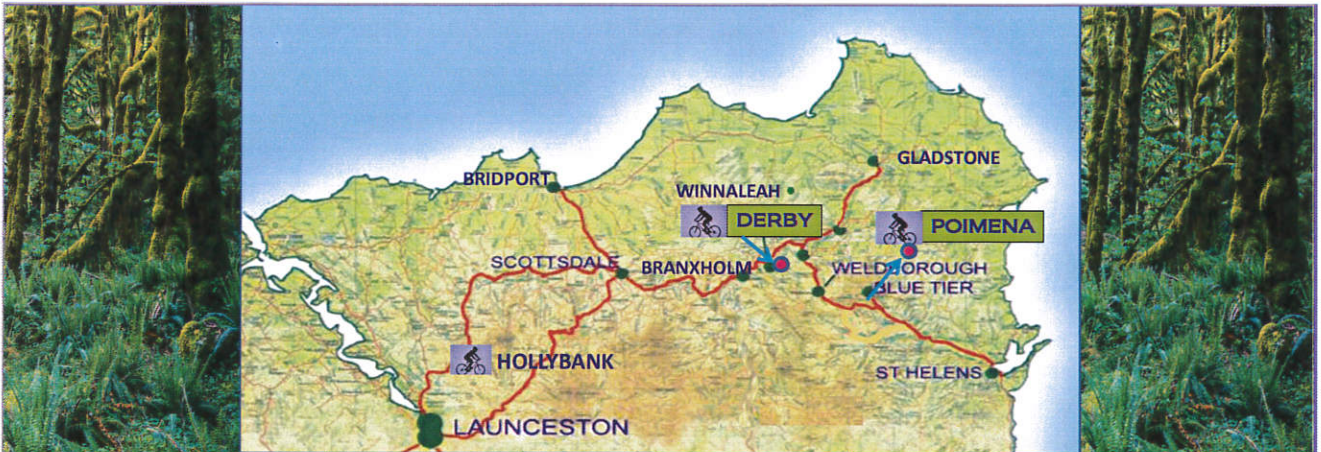 GLADSTONE
BRIDPORT
WINNALEAH
DERBY
POIMENA
SCOTTSDALE
BRANXHOLM
WELDBOROUGH
BLUE TIER
HOLLYBANK
ST HELENS
LAUNCESTON